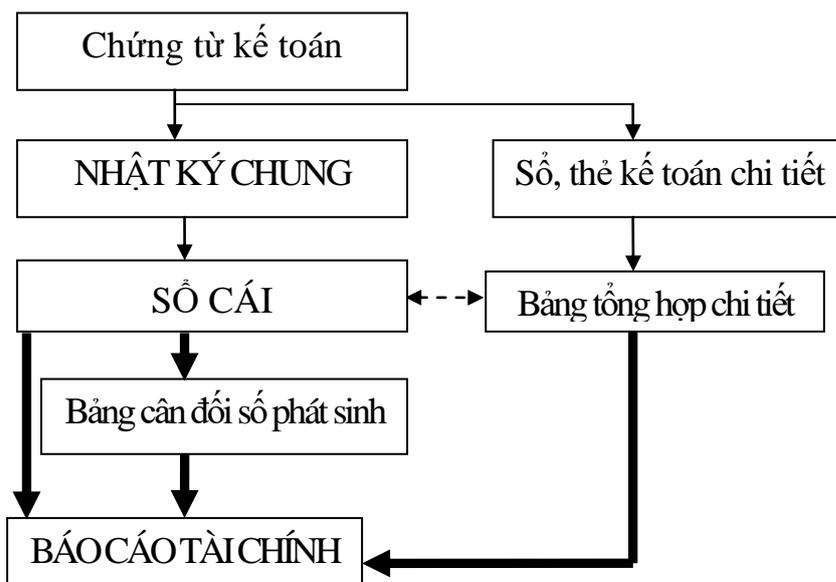 Chứng từ kế toán
NHẬT KÝ CHUNG
Sổ, thẻ kế toán chi tiết
SỔ CÁI
Bảng tổng hợp chi tiết
Bảng cân đối số phát sinh
BÁO CÁO TÀI CHÍNH